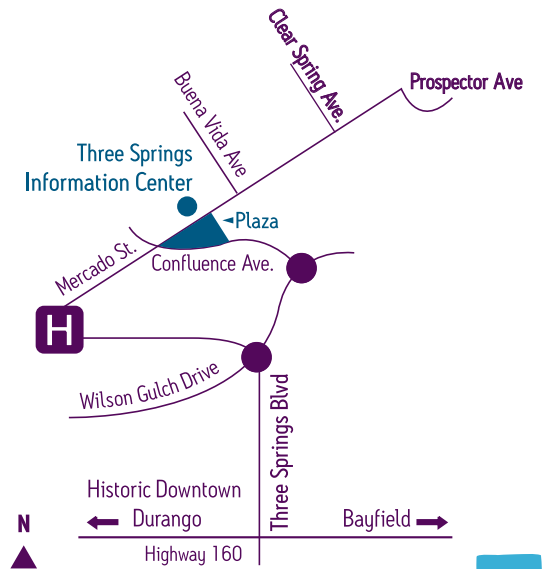 Clear Spring Ave.
Prospector Ave
Buena Vida Ave
Three Springs
Information Center
◄Plaza
Mercado St.
Confluence Ave.
H
Wilson Gulch Drive
Three Springs Blvd
Historic Downtown
Durango
Bayfield
N
Highway 160